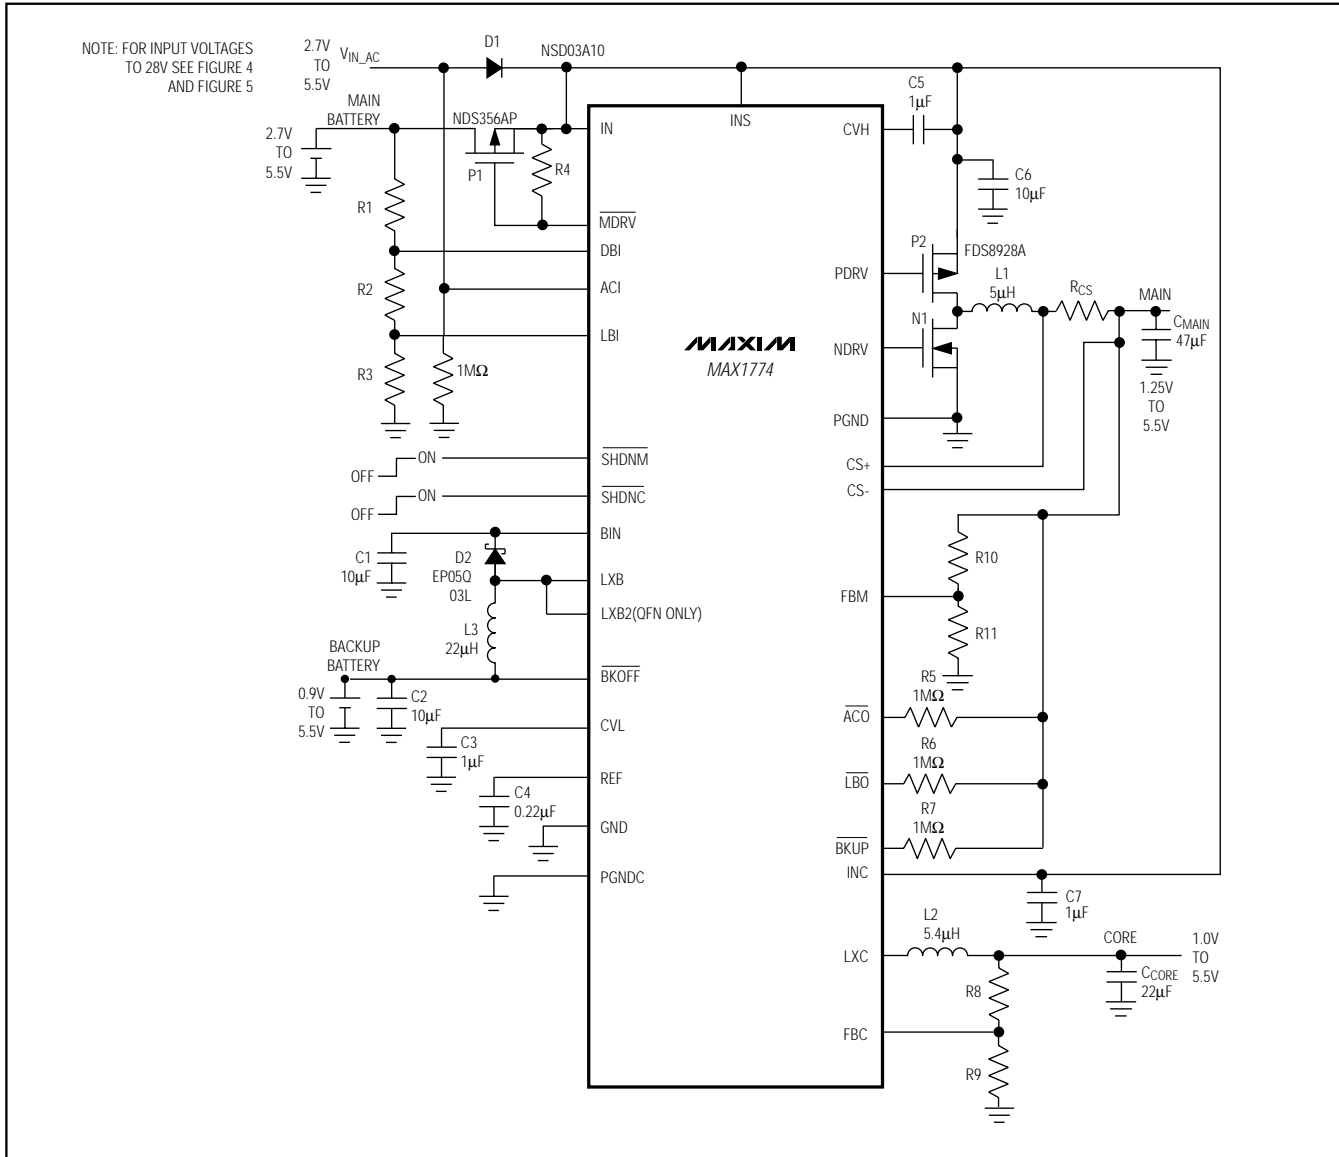 NOTE: FOR INPUT VOLTAGES
TO 28V SEE FIGURE 4
AND FIGURE 5
2.7V
TO
5.5V
VIN_AC
D1
NSD03A10
MAIN
BATTERY
2.7V
TO
5.5V
NDS356AP
P1
R4
R1
R2
R3
1MΩ
IN
MDRV
DBI
ACI
LBI
INS
CVH
C5
1µF
C6
10µF
P2
FDS8928A
PDRV
L1
5µH
RCS
MAIN
CMAIN
47µF
1.25V
TO
5.5V
N1
NDRV
MAXIM
MAX1774
PGND
CS+
CS-
OFF
ON
SHDNM
OFF
ON
SHDNC
BIN
C1
10µF
D2
EP05Q
03L
LXB
LXB2(QFN ONLY)
L3
22µH
BACKUP
BATTERY
0.9V
TO
5.5V
C2
10µF
BKOFF
CVL
C3
1µF
REF
C4
0.22µF
GND
PGNDC
R10
FBM
R11
R5
1MΩ
ACO
R6
1MΩ
LBO
R7
1MΩ
BKUP
INC
C7
1µF
L2
5.4µH
LXC
CORE
1.0V
TO
5.5V
CCORE
22µF
R8
FBC
R9